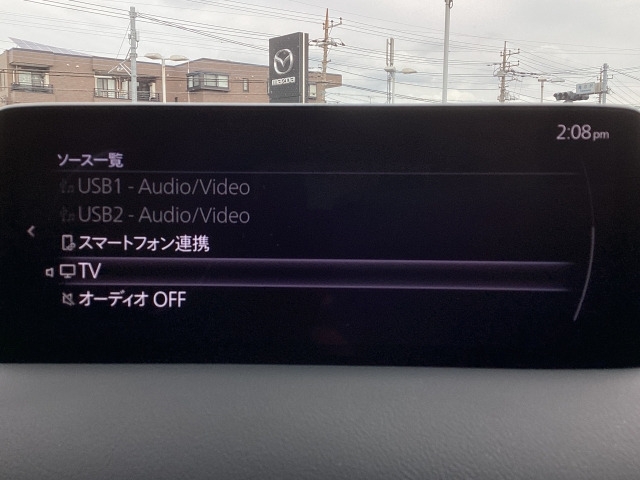 mazda
2:08pm
ソース一覧
USB1 - Audio/Video
USB2 - Audio/Video
スマートフォン連携
TV
オーディオ OFF